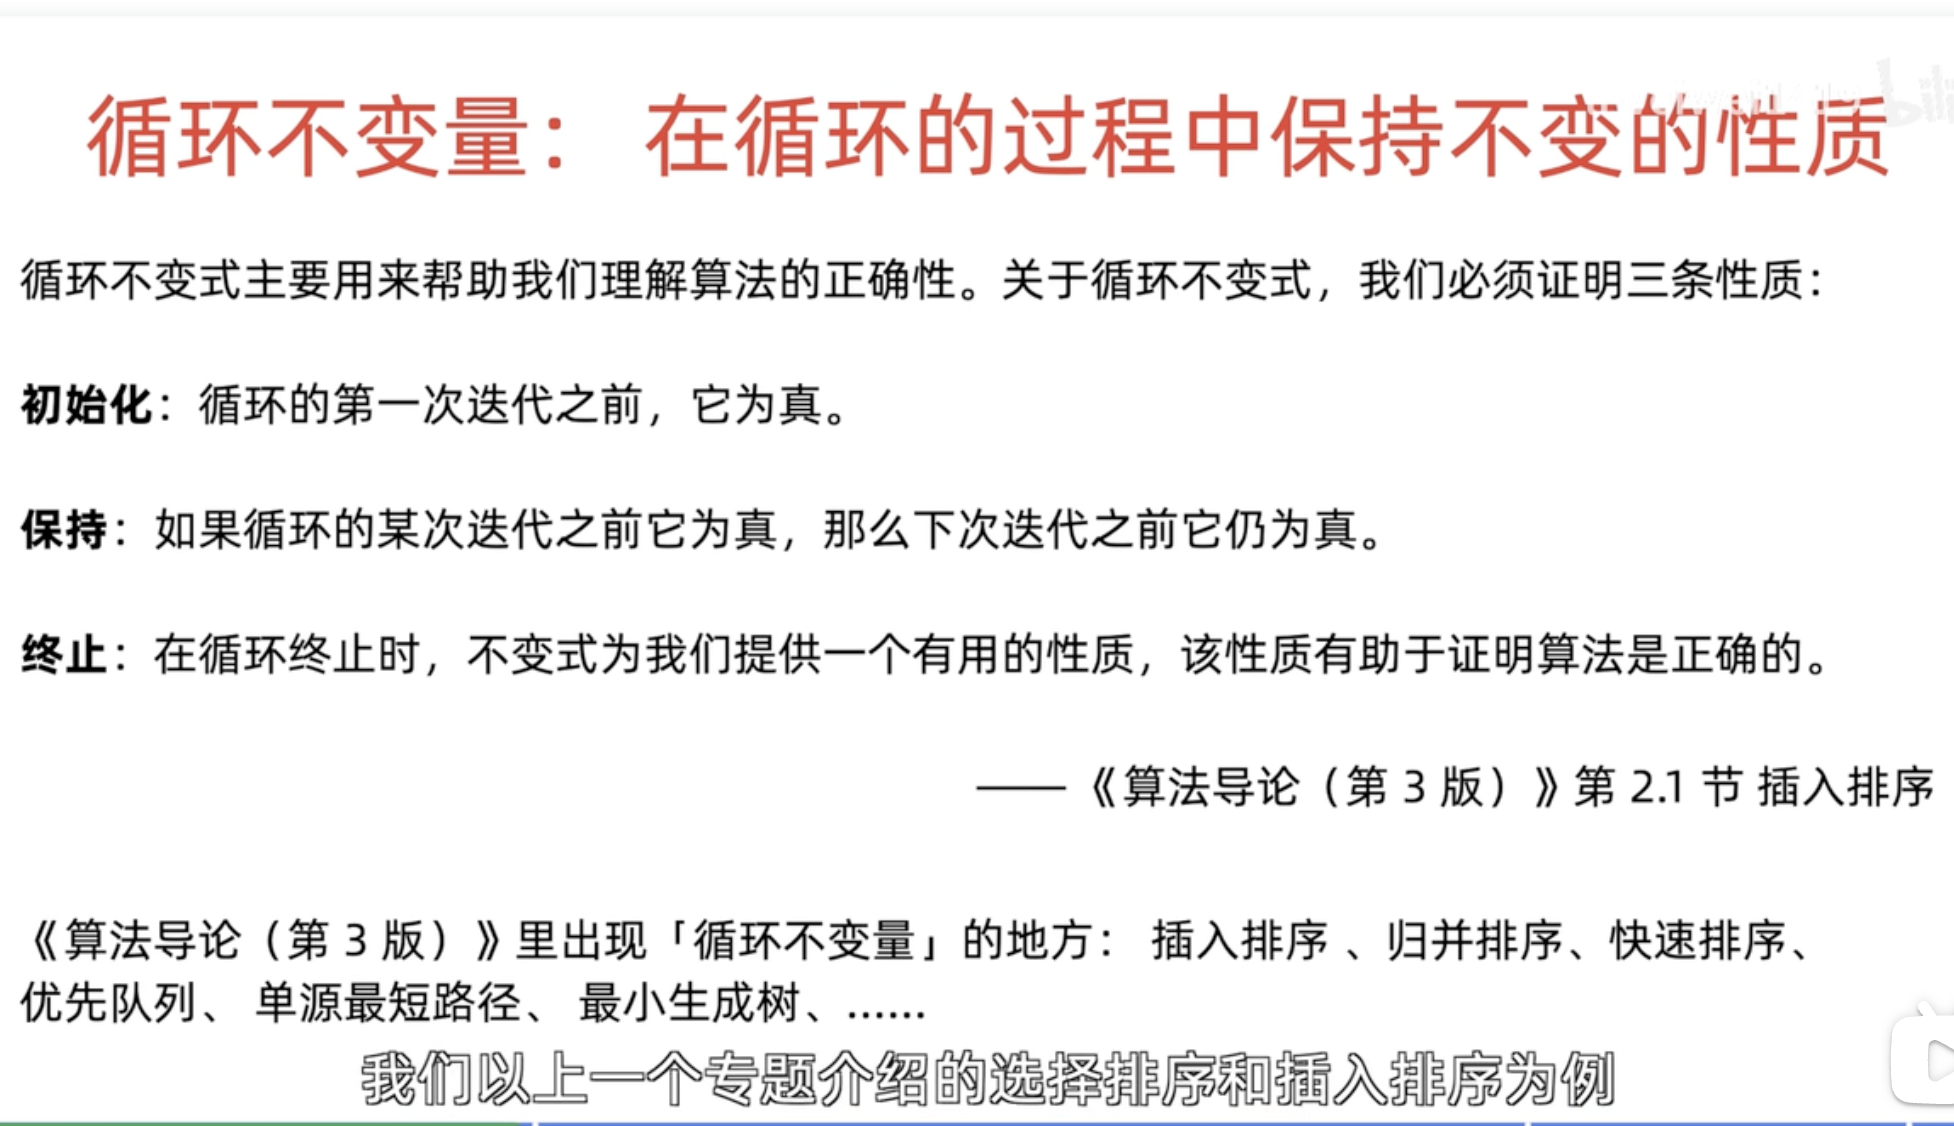 循环不变量： 在循环的过程中保持不变的性质
循环不变式主要用来帮助我们理解算法的正确性。关于循环不变式，我们必须证明三条性质：
初始化：循环的第一次迭代之前，它为真。
保持：如果循环的某次迭代之前它为真，那么下次迭代之前它仍为真。
终止：在循环终止时，不变式为我们提供一个有用的性质，该性质有助于证明算法是正确的。
——《算法导论（第 3 版）》第 2.1 节 插入排序
《算法导论（第 3 版）》里出现「循环不变量」的地方： 插入排序 、归并排序、快速排序、
优先队列、 单源最短路径、 最小生成树、……
我们以上一个专题介绍的选择排序和插入排序为例